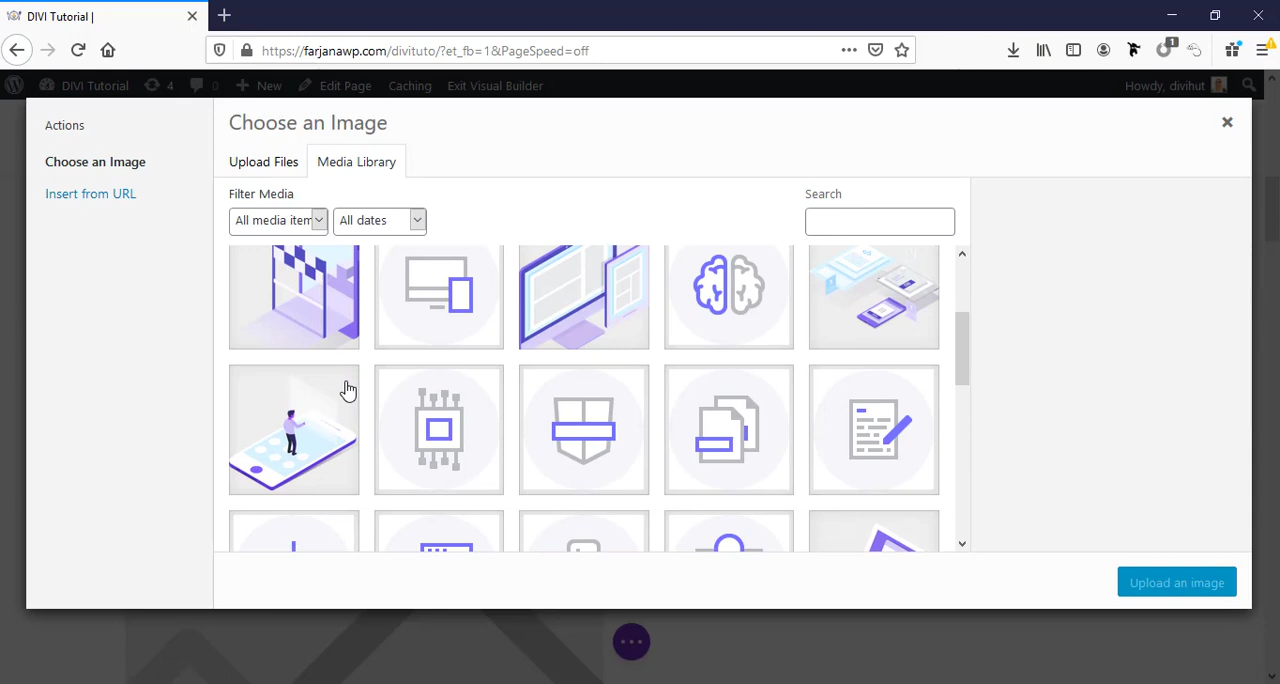 DIVI Tutorial |
https://farjanawp.com/divituto/?et_fb=1&PageSpeed=off
1
DIVI Tutorial
4
0
New
Edit Page
Caching
Exit Visual Builder
Howdy, divihut
Actions
Choose an Image
Insert from URL
Choose an Image
Upload Files
Media Library
Filter Media
All media item
All dates
Search
Upload an image